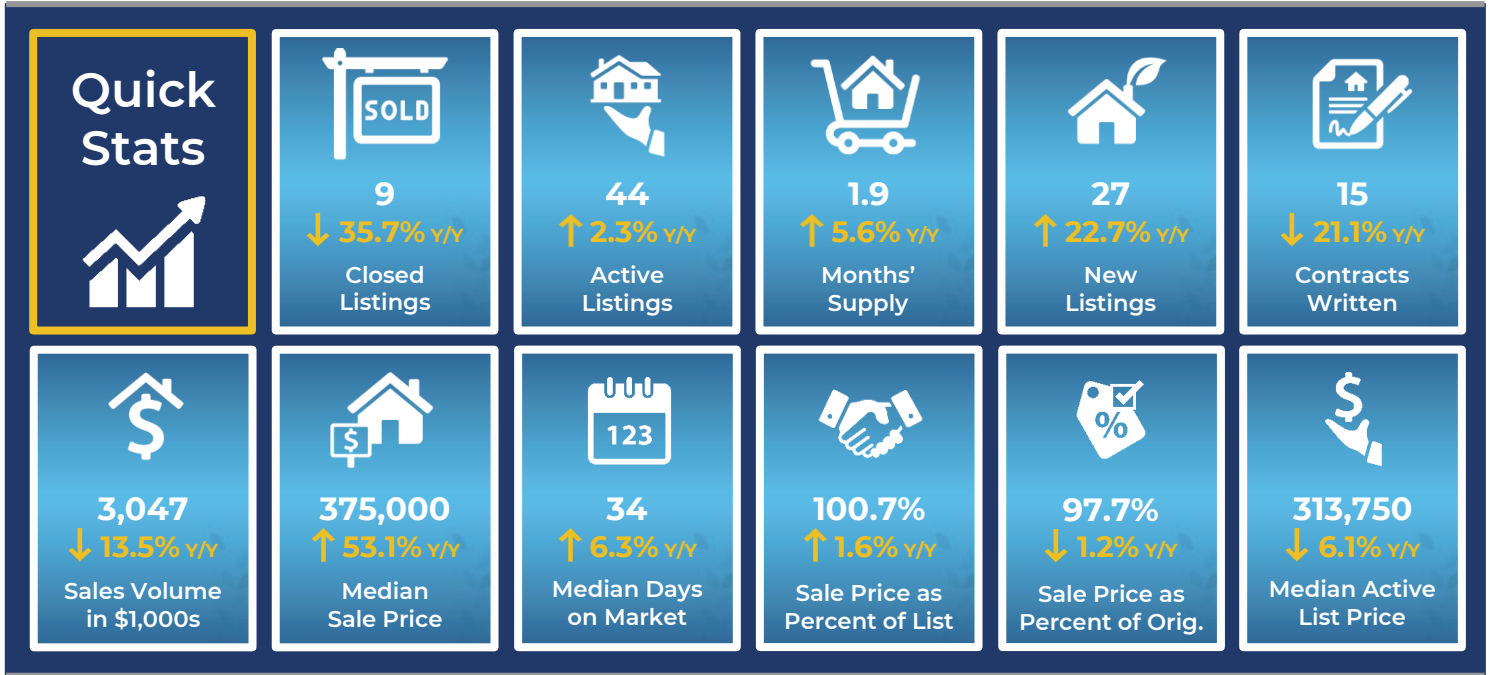 Quick
Stats
SOLD
9
↓ 35.7% Y/Y
Closed
Listings
44
↑ 2.3% Y/Y
Active
Listings
1.9
↑ 5.6% Y/Y
Months’
Supply
27
↑ 22.7% Y/Y
New
Listings
15
↓ 21.1% Y/Y
Contracts
Written
$
3,047
↓ 13.5% Y/Y
Sales Volume
in $1,000s
$
375,000
↑ 53.1% Y/Y
Median
Sale Price
123
34
↑ 6.3% Y/Y
Median Days
on Market
100.7%
↑ 1.6% Y/Y
Sale Price as
Percent of List
%
97.7%
↓ 1.2% Y/Y
Sale Price as
Percent of Orig.
$
313,750
↓ 6.1% Y/Y
Median Active
List Price